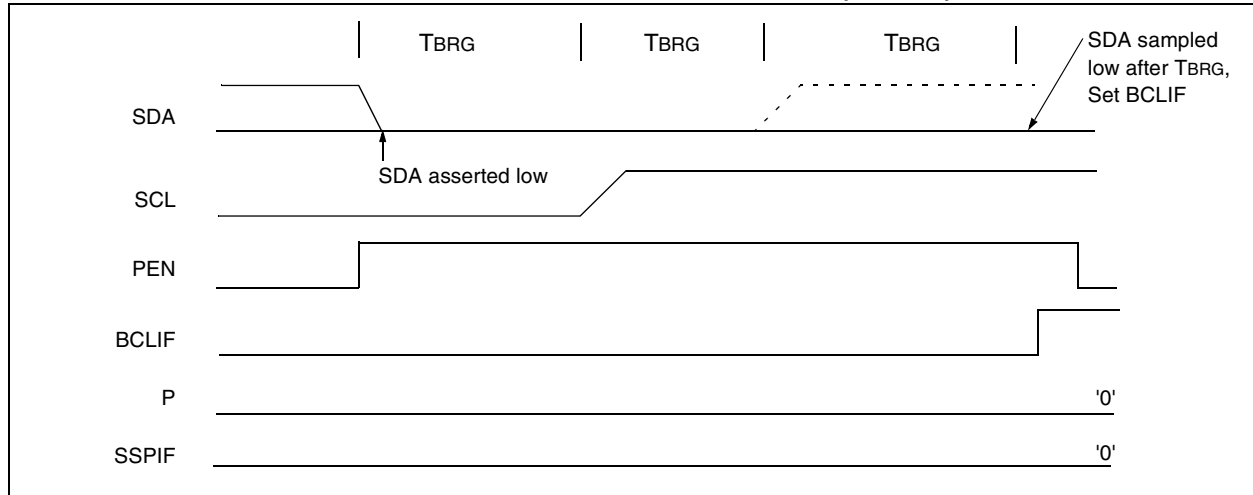 TBRG TBRG TBRG
SDA sampled
low after TBRG,
Set BCLIF
SDA
SDA asserted low
SCL
PEN
BCLIF
P '0'
SSPIF '0'